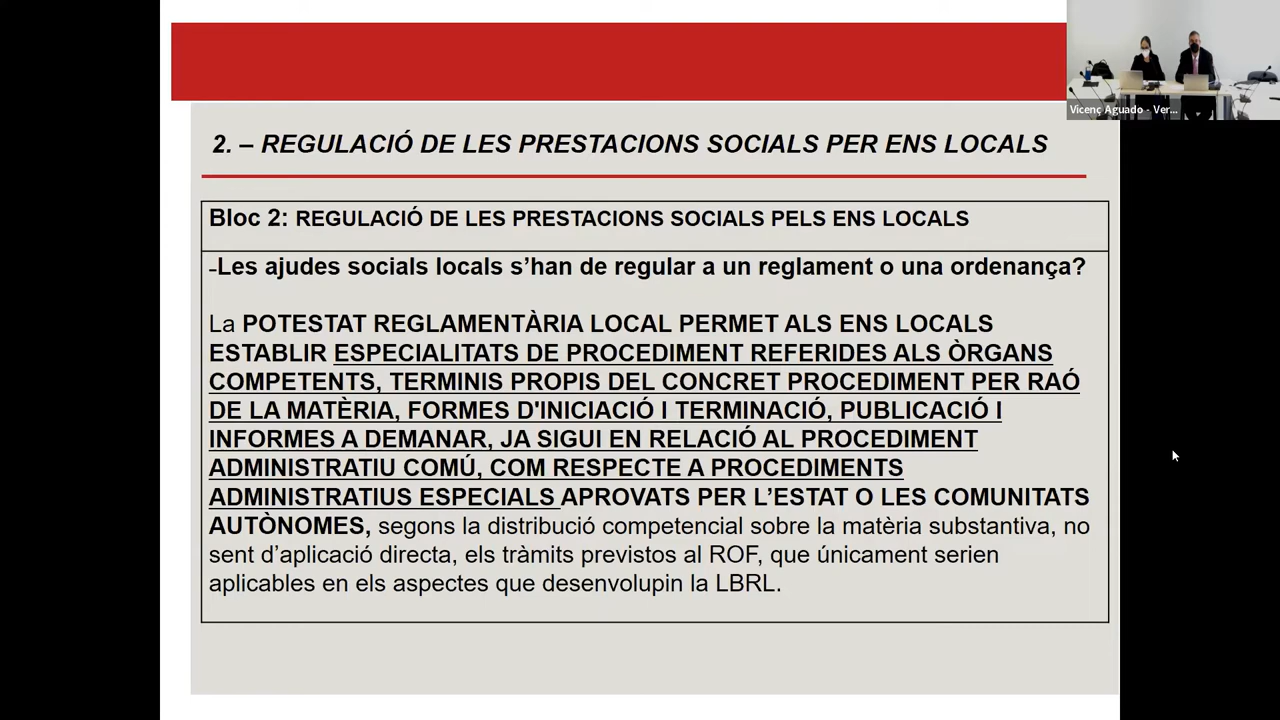 Vicenç Aguado - Ver...
2. – REGULACIÓ DE LES PRESTACIONS SOCIALS PER ENS LOCALS
Bloc 2: REGULACIÓ DE LES PRESTACIONS SOCIALS PELS ENS LOCALS
-Les ajudes socials locals s’han de regular a un reglament o una ordenança?
La POTESTAT REGLAMENTÀRIA LOCAL PERMET ALS ENS LOCALS
ESTABLIR ESPECIALITATS DE PROCEDIMENT REFERIDES ALS ÒRGANS
COMPETENTS, TERMINIS PROPIS DEL CONCRET PROCEDIMENT PER RAÓ
DE LA MATÈRIA, FORMES D'INICIACIÓ I TERMINACIÓ, PUBLICACIÓ I
INFORMES A DEMANAR, JA SIGUI EN RELACIÓ AL PROCEDIMENT
ADMINISTRATIU COMÚ, COM RESPECTE A PROCEDIMENTS
ADMINISTRATIUS ESPECIALS APROVATS PER L’ESTAT O LES COMUNITATS
AUTÒNOMES, segons la distribució competencial sobre la matèria substantiva, no
sent d’aplicació directa, els tràmits previstos al ROF, que únicament serien
aplicables en els aspectes que desenvolupin la LBRL.